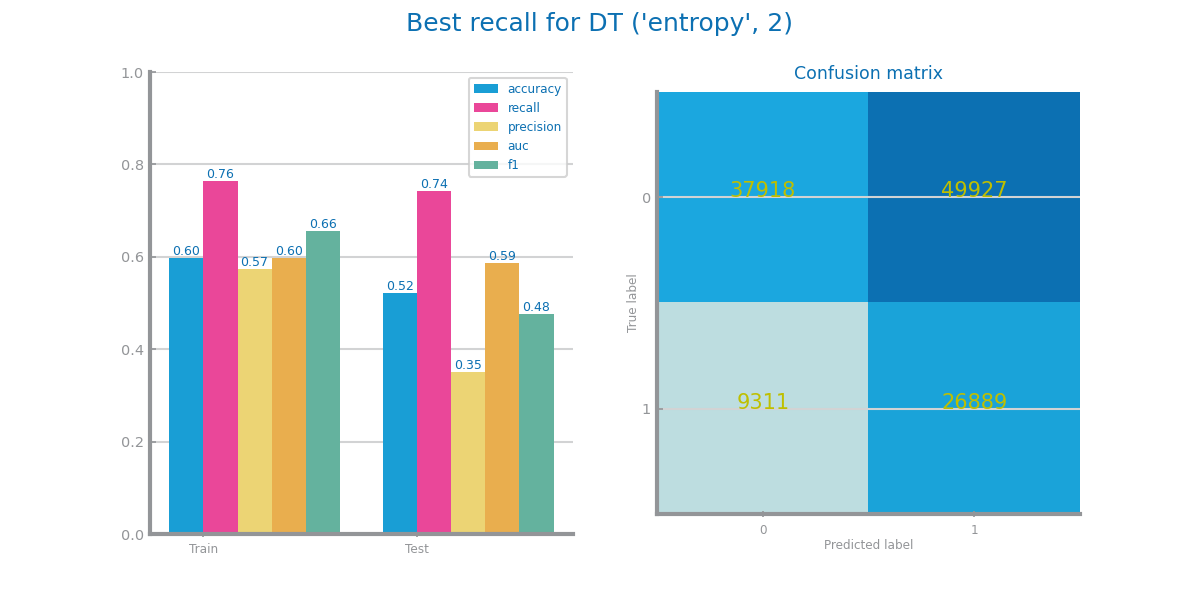 Best recall for DT ('entropy', 2)
1.0
0.8
0.6
0.4
0.2
0.0
accuracy
recall
precision
auc
f1
0.60
0.76
0.57
0.60
0.66
0.52
0.74
0.35
0.59
0.48
Train
Test
Confusion matrix
True label
0
1
37918
49927
9311
26889
0
1
Predicted label